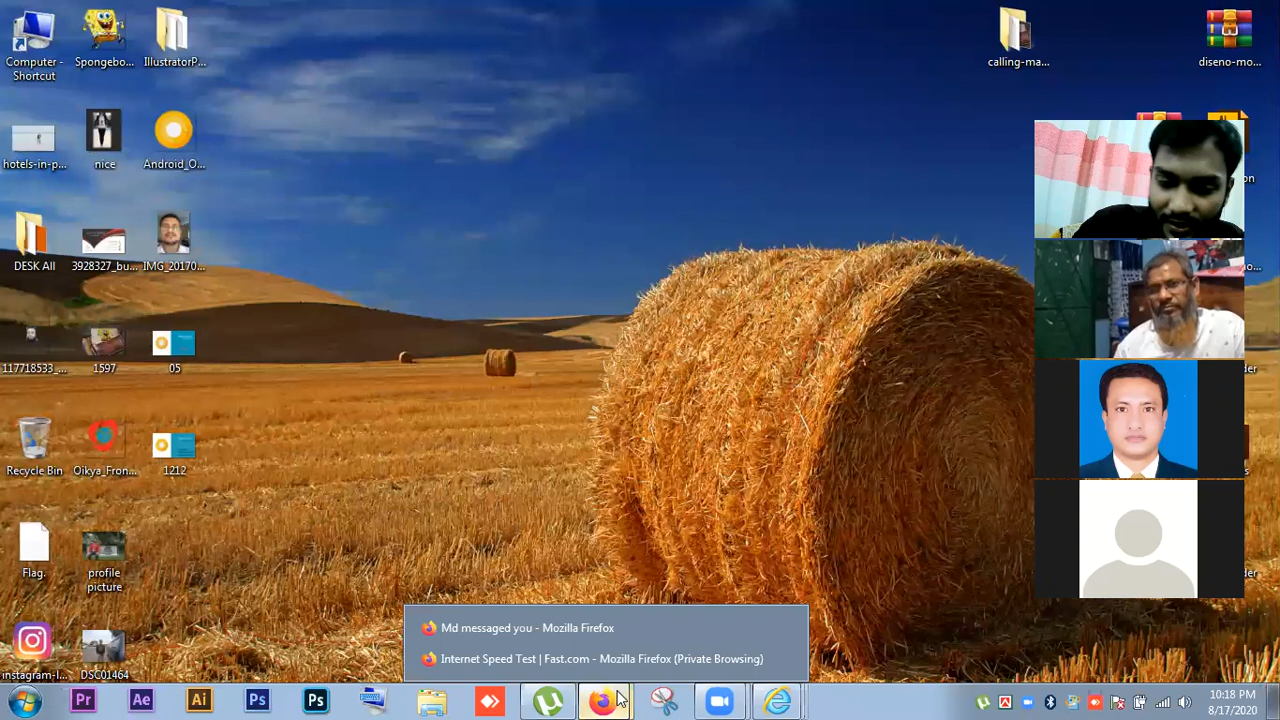 Computer -
Shortcut
Spongebo...
IllustratorP...
calling-ma...
diseno-mo...
hotels-in-p...
nice
Android_O...
on
DESK All
3928327_bu...
IMG_20170...
117718533_...
1597
05
Recycle Bin
Oikya_Fron...
1212
Flag.
profile
picture
instagram-l...
DSC01464
Md messaged you - Mozilla Firefox
Internet Speed Test | Fast.com - Mozilla Firefox (Private Browsing)
Pr
Ae
Ai
Ps
Ps
10:18 PM
8/17/2020